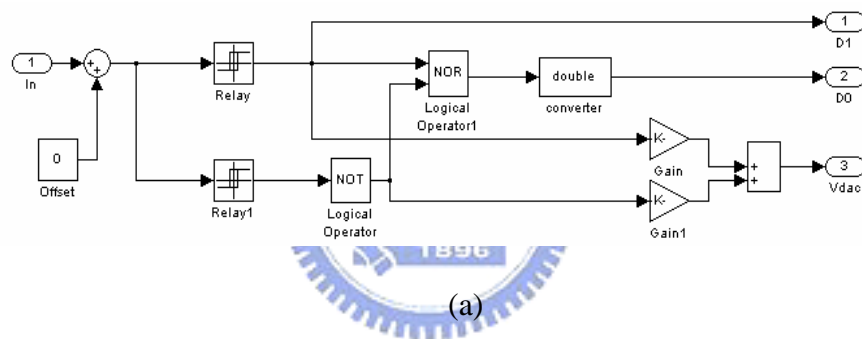 1
In
0
Offset
Relay
Relay1
NOT
Logical
Operator
NOR
Logical
Operator1
double
converter
K-
Gain
K-
Gain1
1
D1
2
D0
3
Vdac
1896
(a)